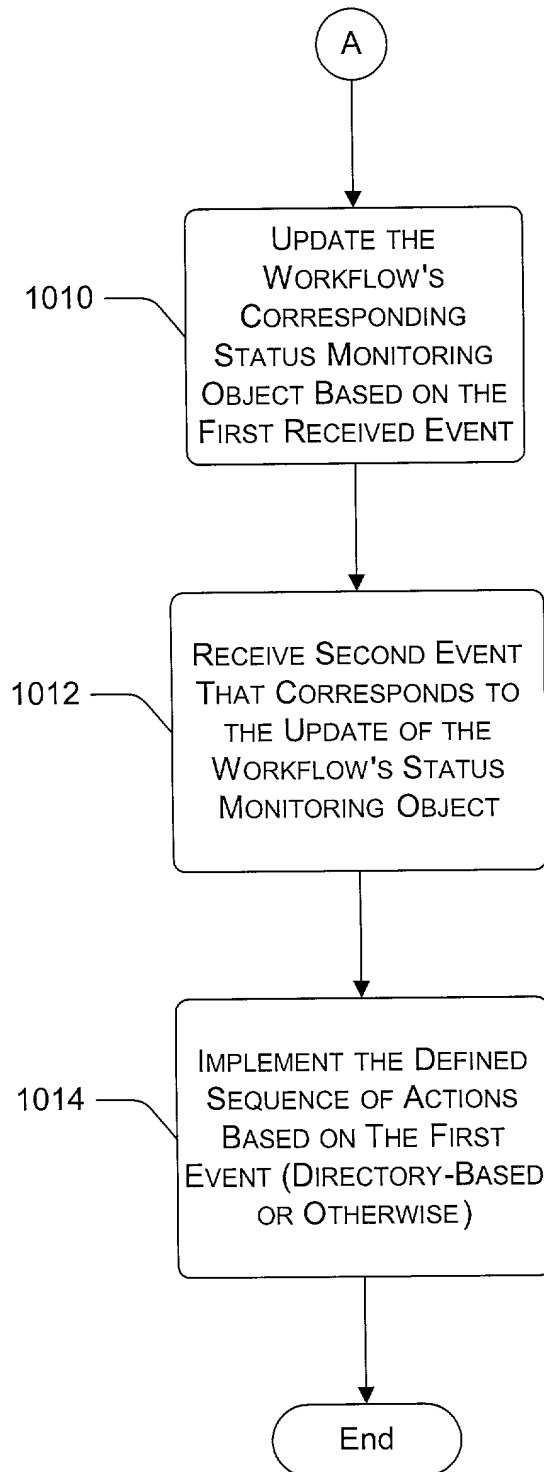 A
1010
UPDATE THE
WORKFLOW'S
CORRESPONDING
STATUS MONITORING
OBJECT BASED ON THE
FIRST RECEIVED EVENT
1012
RECEIVE SECOND EVENT
THAT CORRESPONDS TO
THE UPDATE OF THE
WORKFLOW'S STATUS
MONITORING OBJECT
1014
IMPLEMENT THE DEFINED
SEQUENCE OF ACTIONS
BASED ON THE FIRST
EVENT (DIRECTORY-BASED
OR OTHERWISE)
End